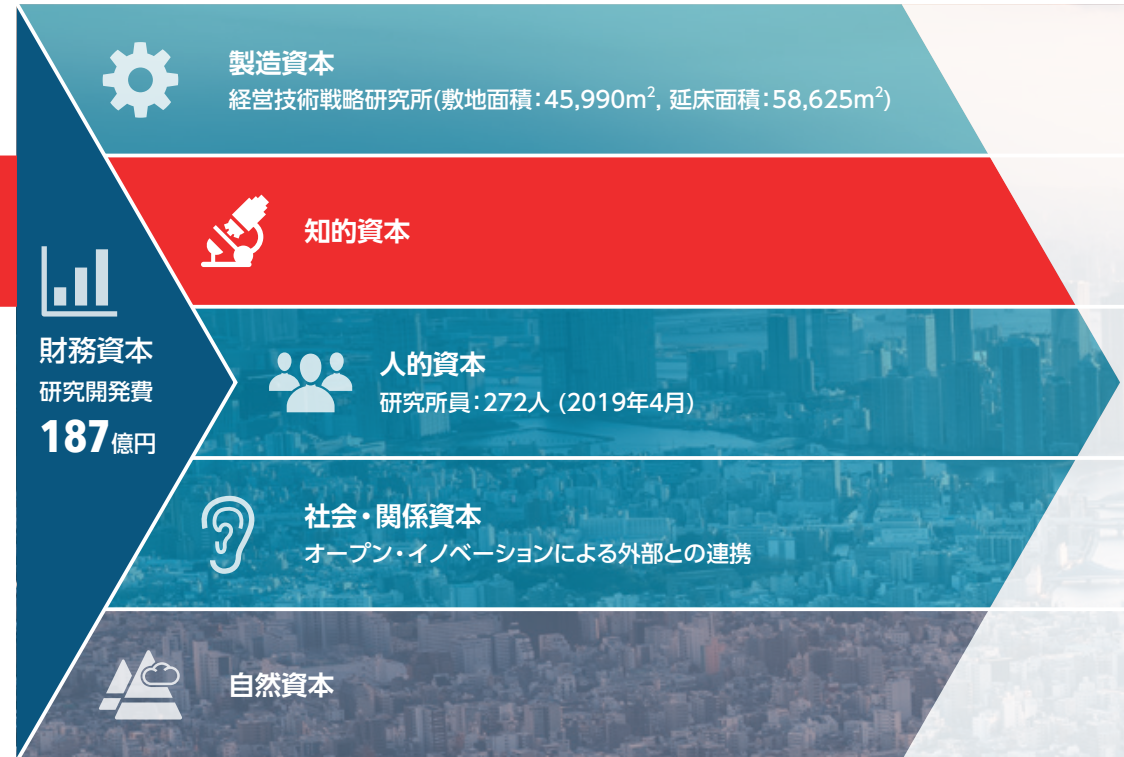 製造資本
経営技術戦略研究所(敷地面積：45,990m², 延床面積：58,625m²)
知的資本
財務資本
研究開発費
187億円
人的資本
研究所員：272人 (2019年4月)
社会・関係資本
オープン・イノベーションによる外部との連携
自然資本